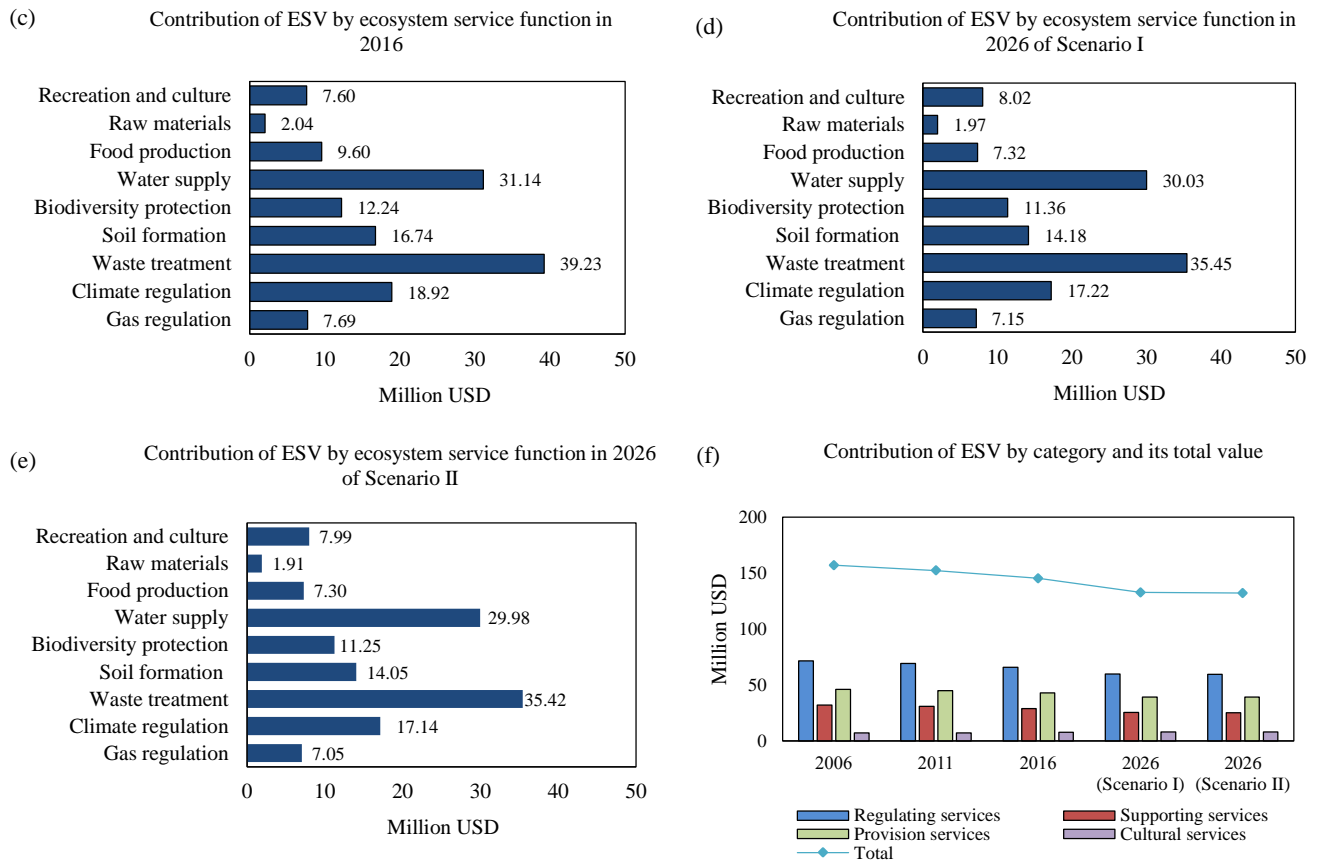 (c)
Contribution of ESV by ecosystem service function in
2016
Recreation and culture
7.60
Raw materials
2.04
Food production
9.60
Water supply
31.14
Biodiversity protection
12.24
Soil formation
16.74
Waste treatment
39.23
Climate regulation
18.92
Gas regulation
7.69
0 10 20 30 40 50
Million USD
(d)
Contribution of ESV by ecosystem service function in
2026 of Scenario I
Recreation and culture
8.02
Raw materials
1.97
Food production
7.32
Water supply
30.03
Biodiversity protection
11.36
Soil formation
14.18
Waste treatment
35.45
Climate regulation
17.22
Gas regulation
7.15
0 10 20 30 40 50
Million USD
(e)
Contribution of ESV by ecosystem service function in 2026
of Scenario II
Recreation and culture
7.99
Raw materials
1.91
Food production
7.30
Water supply
29.98
Biodiversity protection
11.25
Soil formation
14.05
Waste treatment
35.42
Climate regulation
17.14
Gas regulation
7.05
0 10 20 30 40 50
Million USD
(f)
Contribution of ESV by category and its total value
Million USD
200
150
100
50
0
2006 2011 2016 2026 2026
(Scenario I) (Scenario II)
Regulating services Supporting services
Provision services Cultural services
Total